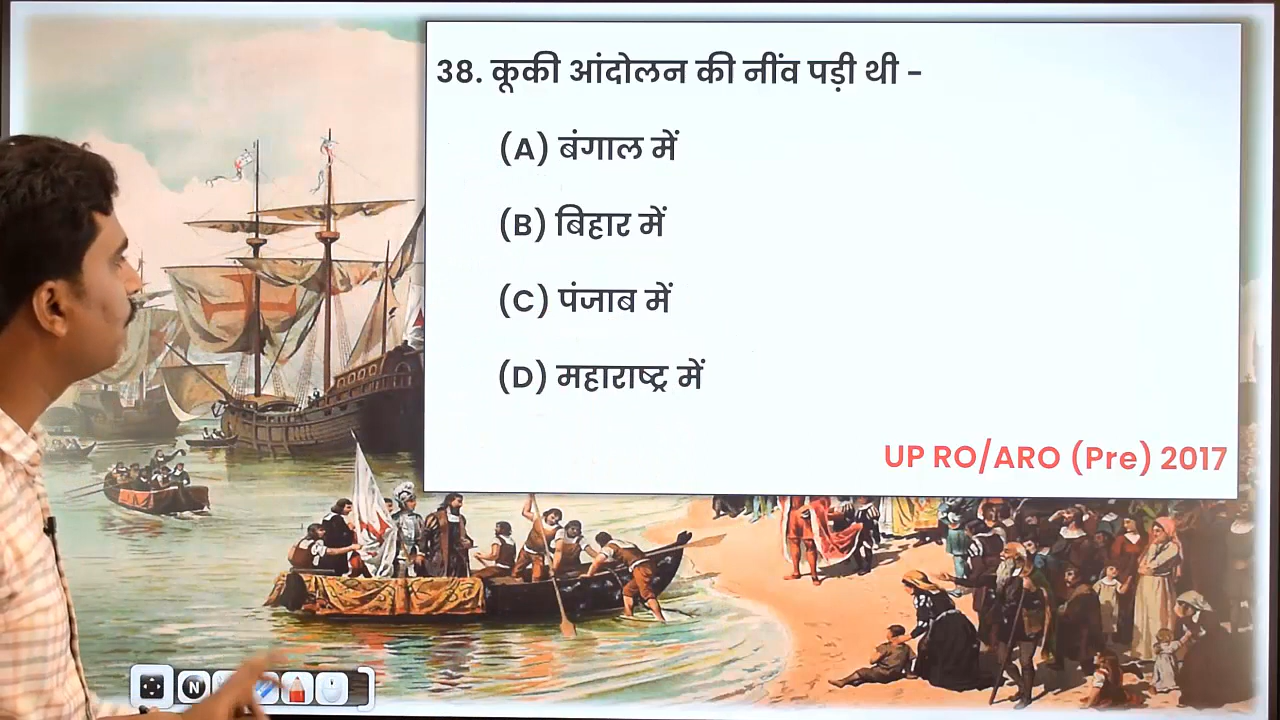 38. कूकी आंदोलन की नींव पड़ी थी -
(A) बंगाल में
(B) बिहार में
(C) पंजाब में
(D) महाराष्ट्र में
UP RO/ARO (Pre) 2017
N